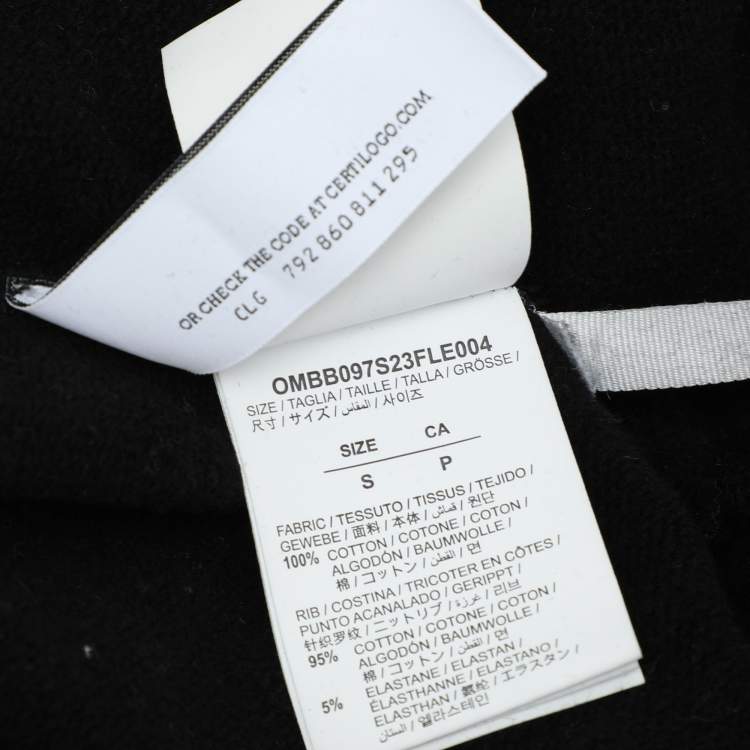 OR CHECK THE CODE AT CERTILOGO.COM
CLG 792 860 811 295
OMBB097S23FLE004
SIZE / TAGLIA / TAILLE / TALLA / GRÖSSE /
尺寸 / サイズ / المقاس / 사이즈
SIZE CA
S P
FABRIC / TESSUTO / TISSUS / TEJIDO /
GEWEBE / 面料 / 本体 / قماش / 원단
100% COTTON / COTONE / COTON /
ALGODÓN / BAUMWOLLE /
棉 / コットン / القطن / 면
RIB / COSTINA / TRICOTER EN CÔTES /
PUNTO ACANALADO / GERIPPT /
针织罗纹 / ニットリブ / غرزة / 리브
95% COTTON / COTONE / COTON /
ALGODÓN / BAUMWOLLE /
棉 / コットン / القطن / 면
5% ELASTANE / ELASTAN /
ÉLASTHANNE / ELASTANO /
ELASTHAN / 氨纶 / エラスタン /
الاستان / 엘라스테인